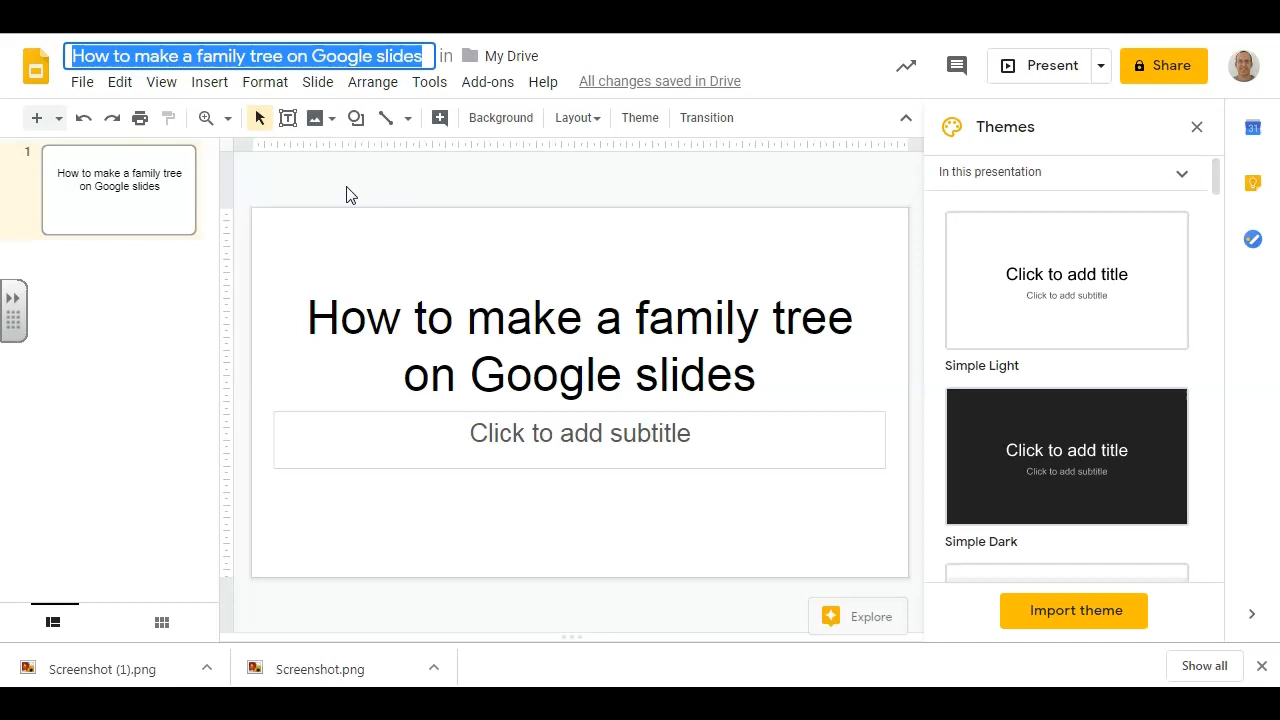 How to make a family tree on Google slides in My Drive
File Edit View Insert Format Slide Arrange Tools Add-ons Help All changes saved in Drive
Present
Share
Background Layout Theme Transition
1
How to make a family tree
on Google slides
How to make a family tree
on Google slides
Click to add subtitle
Explore
Themes
In this presentation
Click to add title
Click to add subtitle
Simple Light
Click to add title
Click to add subtitle
Simple Dark
Import theme
31
Screenshot (1).png
Screenshot.png
Show all